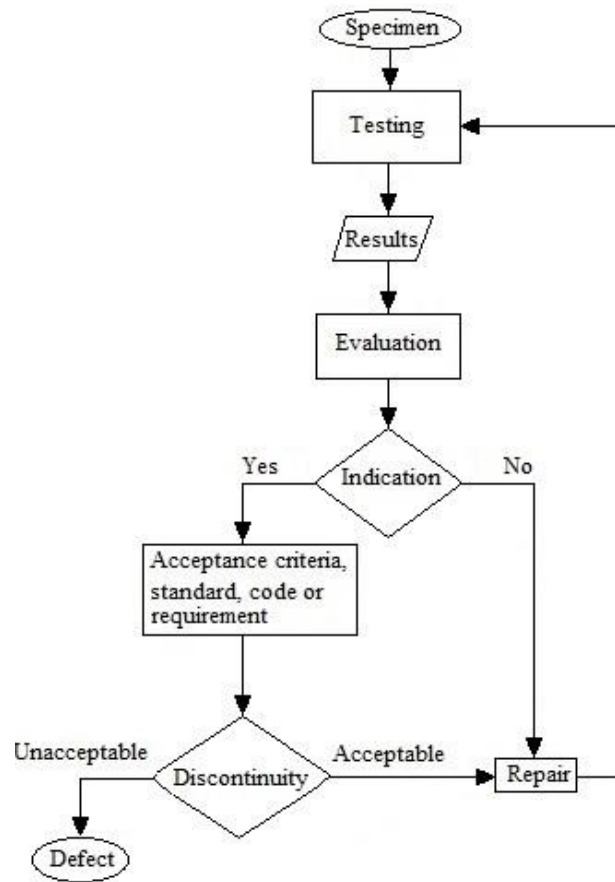 Specimen
Testing
Results
Evaluation
Yes
Indication
No
Acceptance criteria,
standard, code or
requirement
Unacceptable
Discontinuity
Acceptable
Repair
Defect